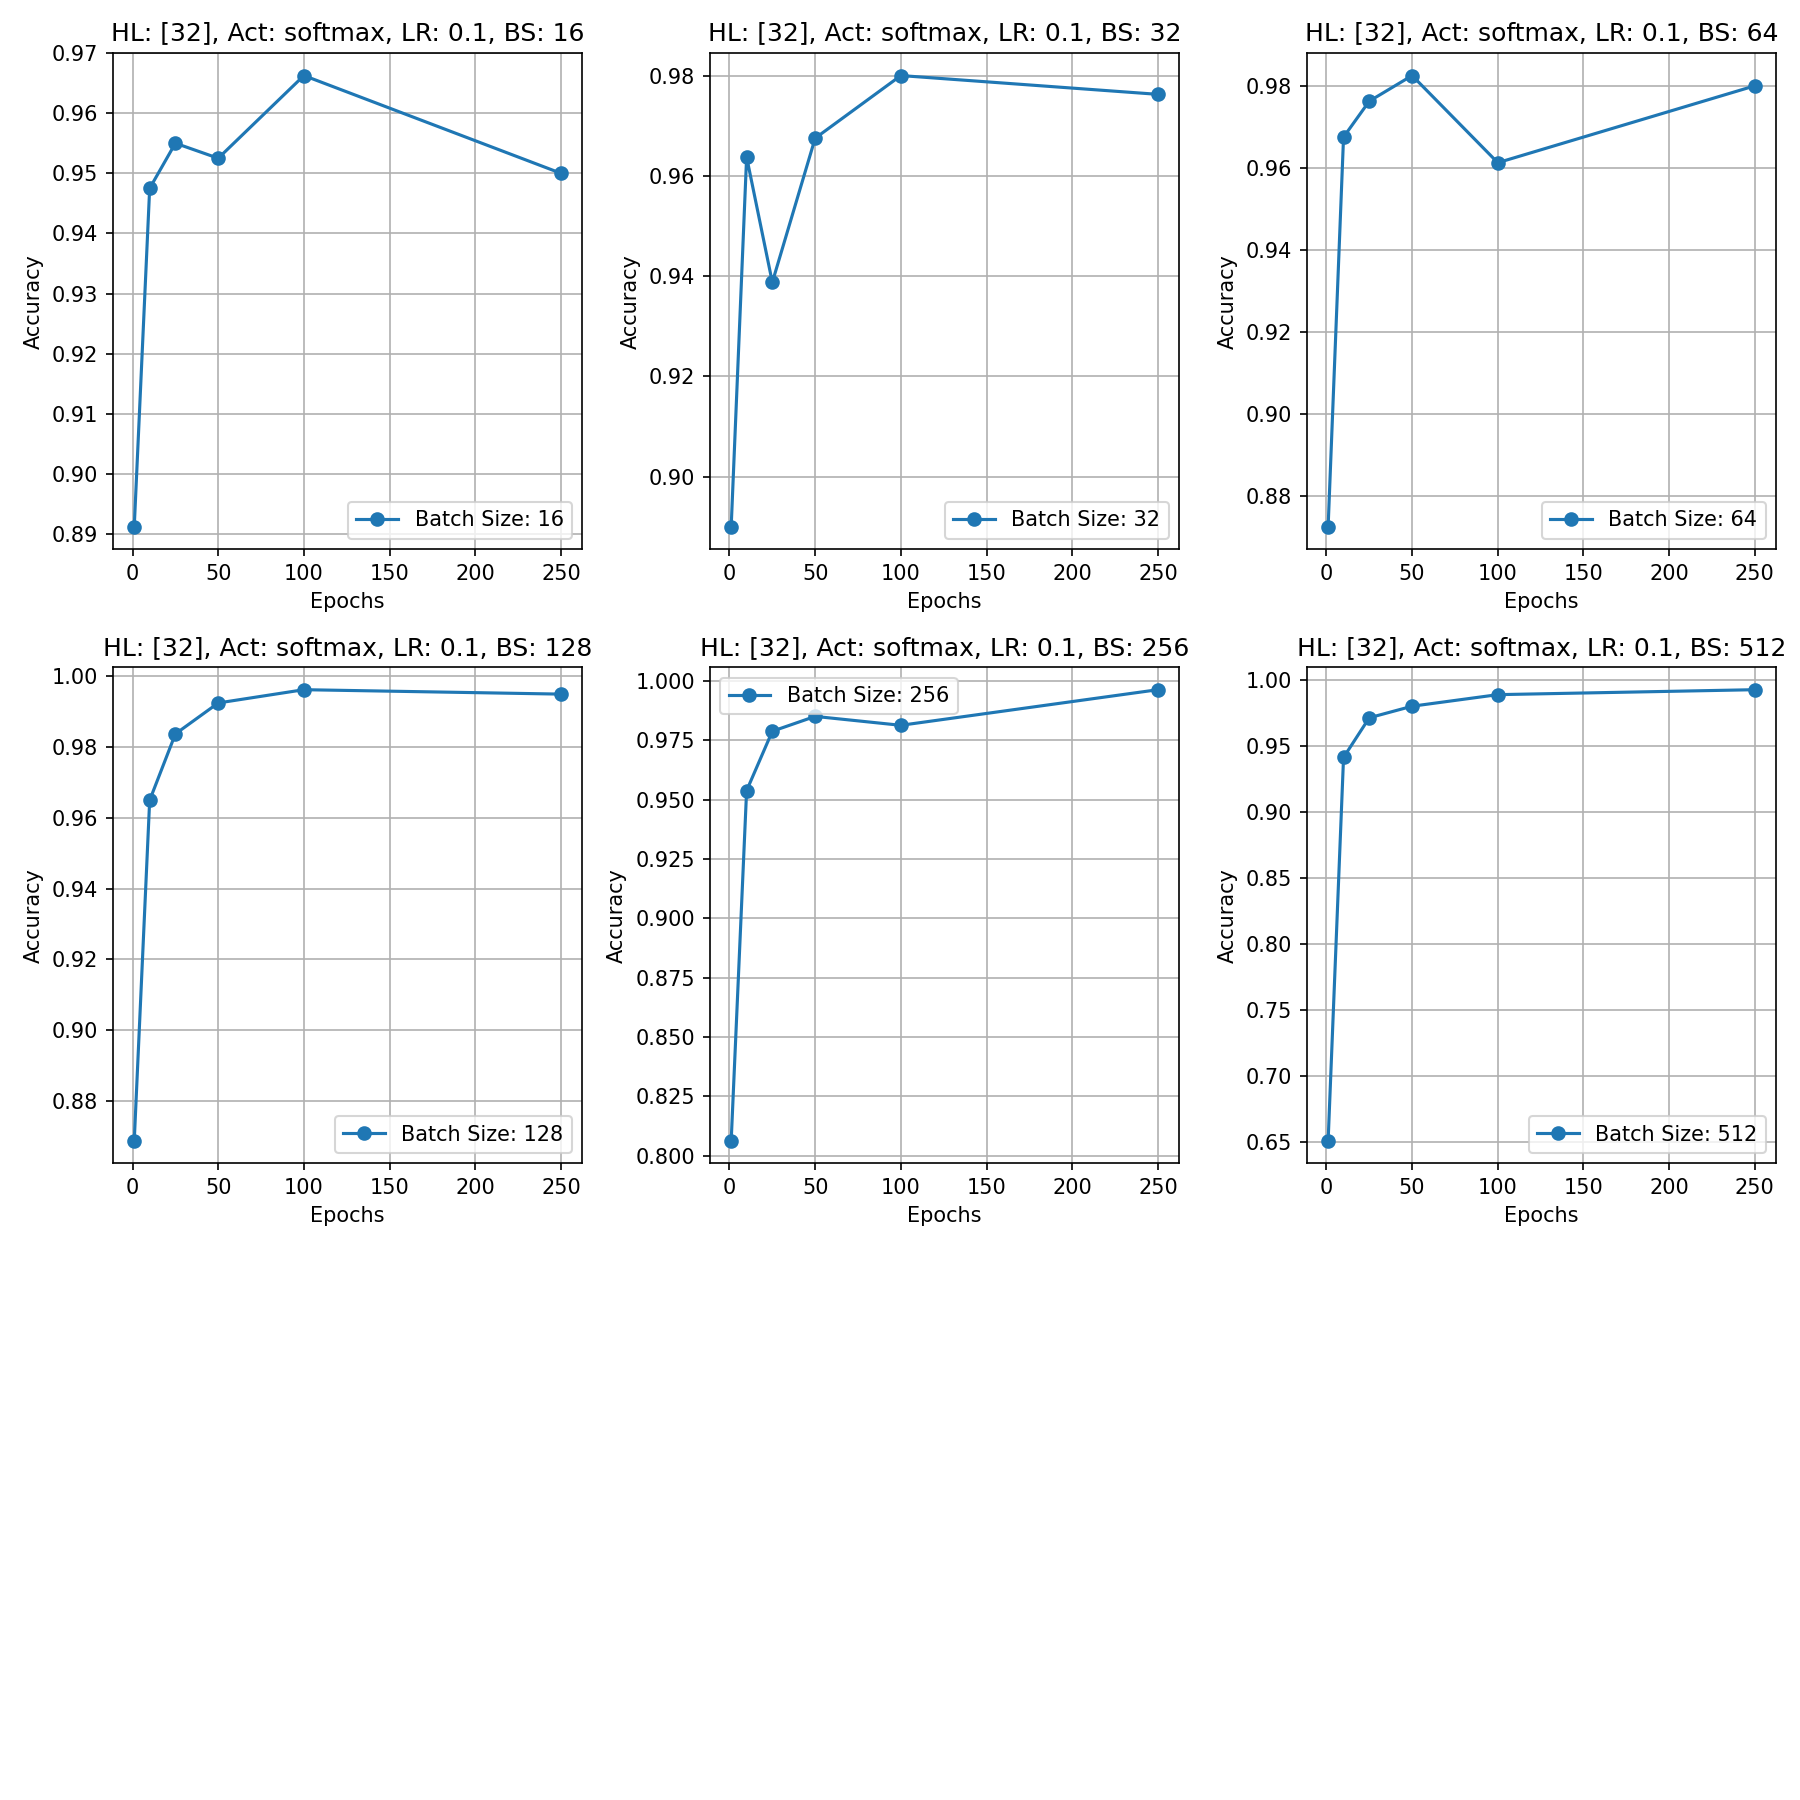 HL: [32], Act: softmax, LR: 0.1, BS: 16
0.97
0.96
0.95
0.94
0.93
0.92
0.91
0.90
0.89
Accuracy
Batch Size: 16
0 50 100 150 200 250
Epochs
HL: [32], Act: softmax, LR: 0.1, BS: 32
0.98
0.96
0.94
0.92
0.90
Accuracy
Batch Size: 32
0 50 100 150 200 250
Epochs
HL: [32], Act: softmax, LR: 0.1, BS: 64
0.98
0.96
0.94
0.92
0.90
0.88
Accuracy
Batch Size: 64
0 50 100 150 200 250
Epochs
HL: [32], Act: softmax, LR: 0.1, BS: 128
1.00
0.98
0.96
0.94
0.92
0.90
0.88
Accuracy
Batch Size: 128
0 50 100 150 200 250
Epochs
HL: [32], Act: softmax, LR: 0.1, BS: 256
Batch Size: 256
1.000
0.975
0.950
0.925
0.900
0.875
0.850
0.825
0.800
Accuracy
0 50 100 150 200 250
Epochs
HL: [32], Act: softmax, LR: 0.1, BS: 512
1.00
0.95
0.90
0.85
0.80
0.75
0.70
0.65
Accuracy
Batch Size: 512
0 50 100 150 200 250
Epochs